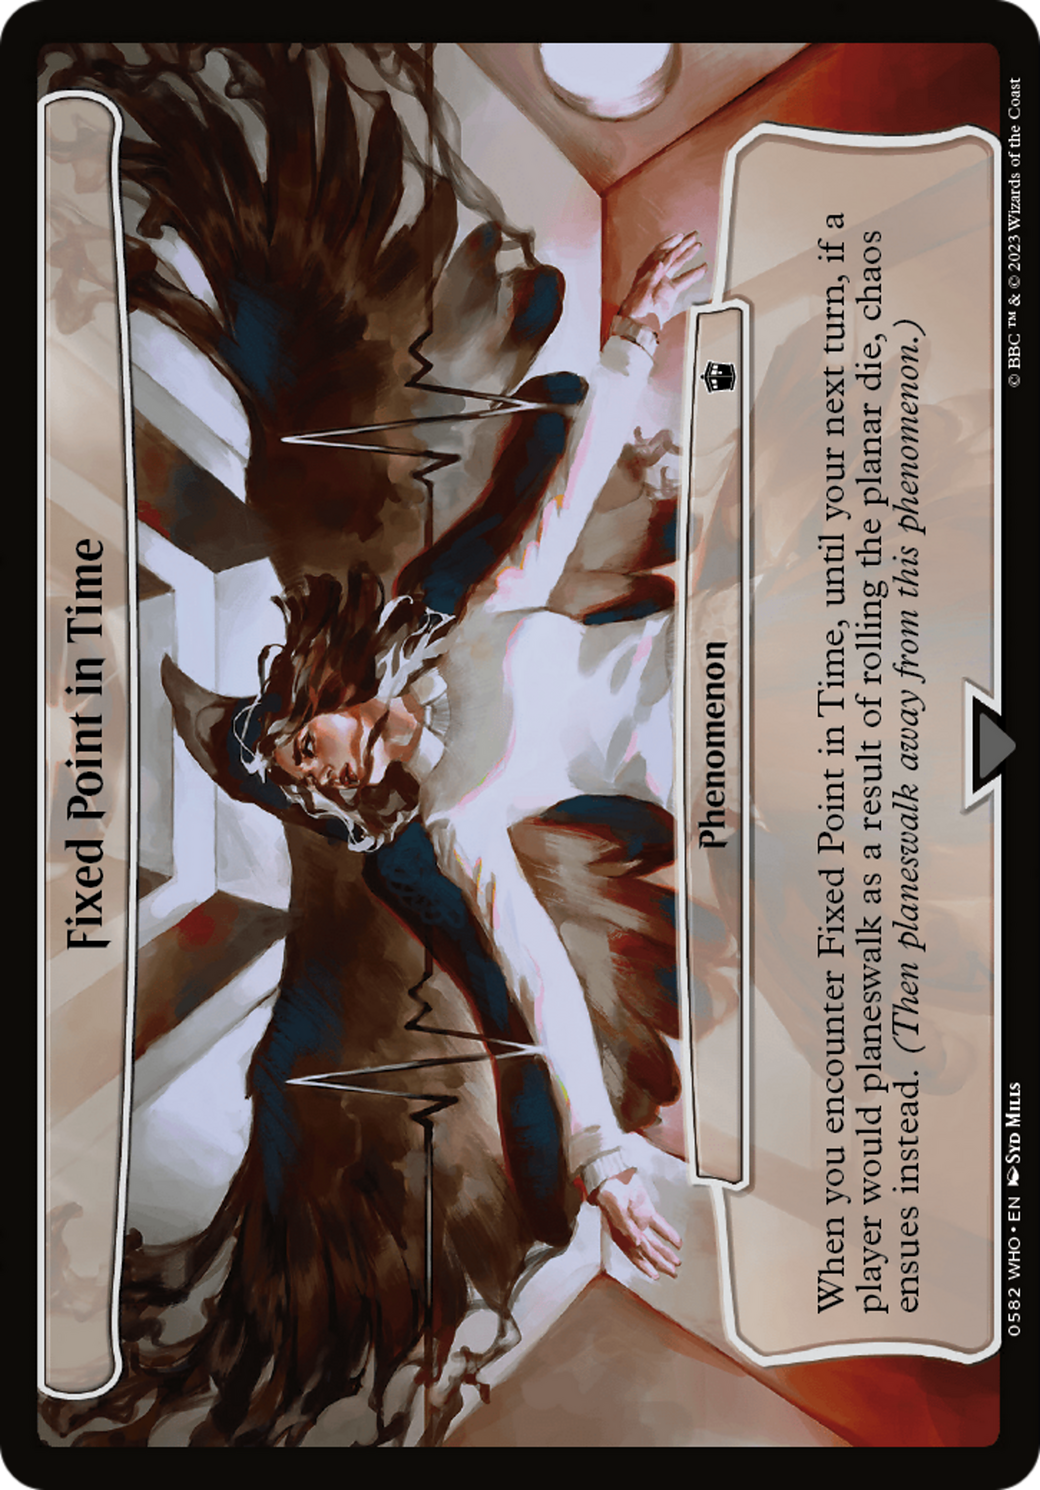 Fixed Point in Time
Phenomenon
When you encounter Fixed Point in Time, until your next turn, if a
player would planeswalk as a result of rolling the planar die, chaos
ensues instead. (Then planeswalk away from this phenomenon.)
0582 WHO • EN SYD MILLS
© BBC ™ & © 2023 Wizards of the Coast